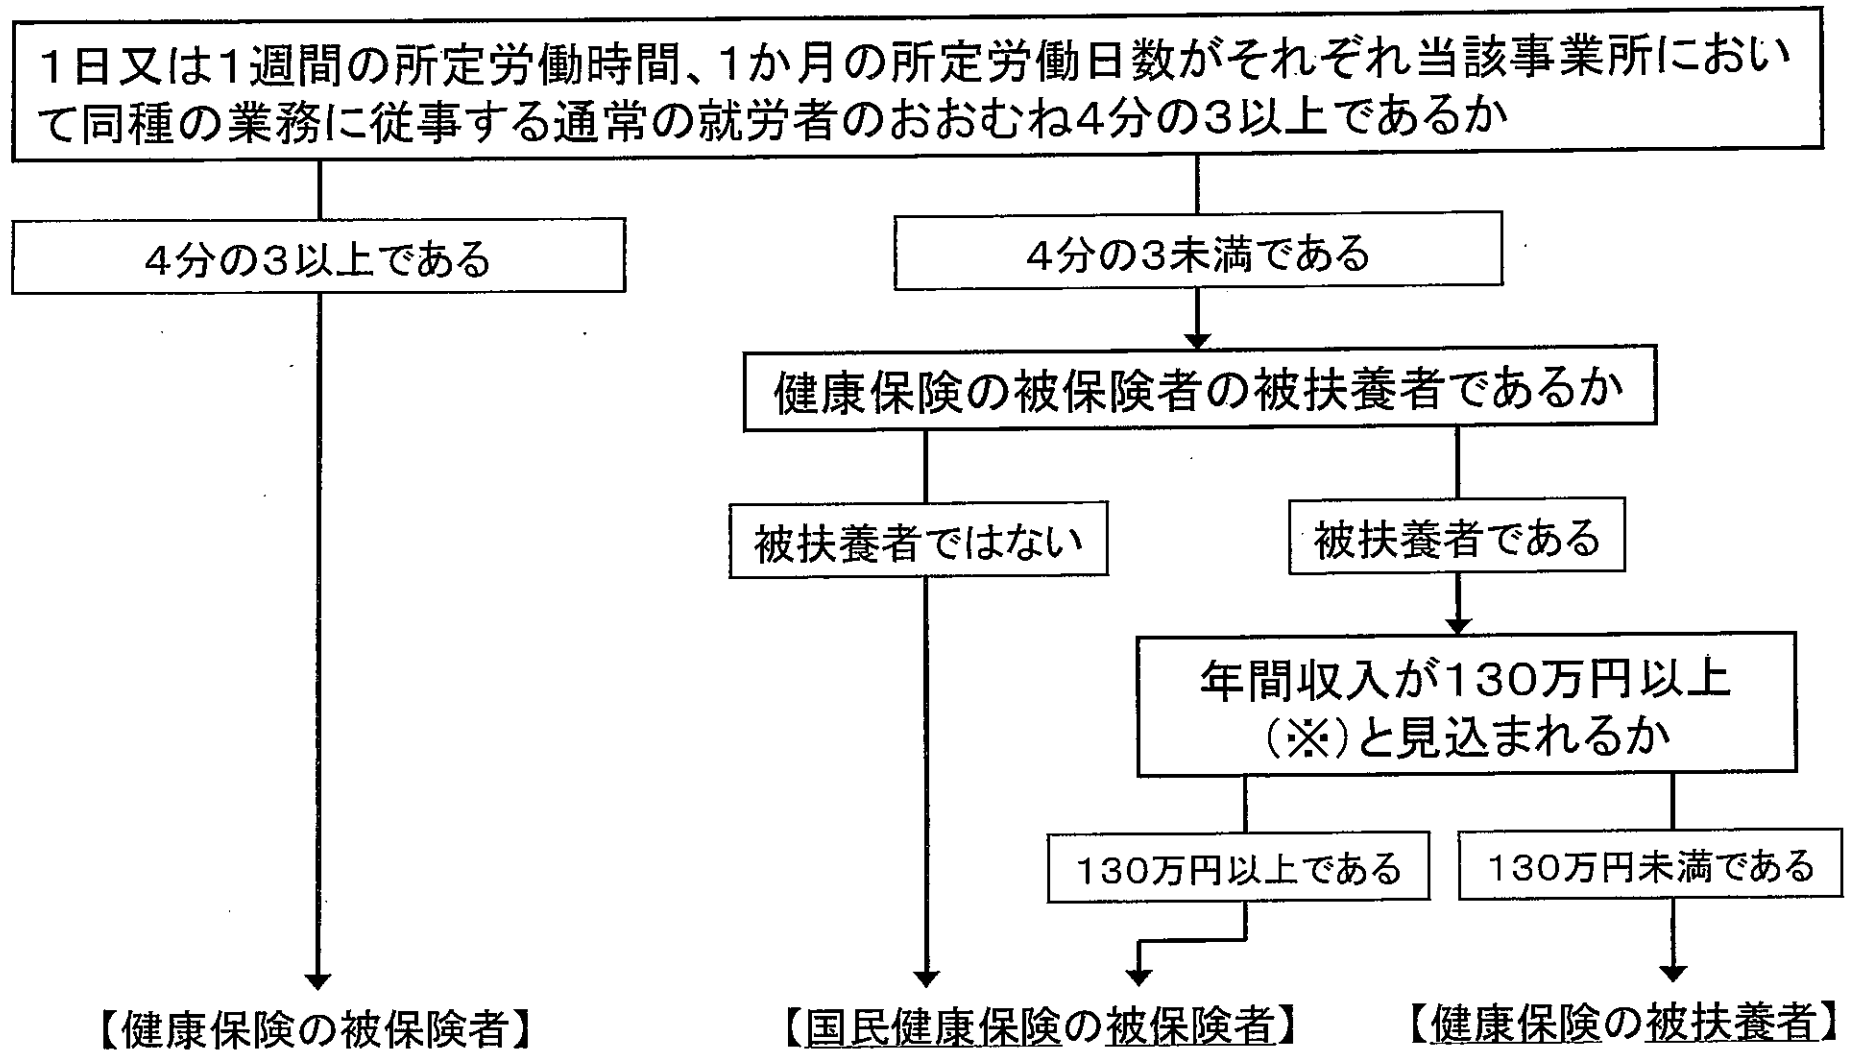 1日又は1週間の所定労働時間、1か月の所定労働日数がそれぞれ当該事業所におい
て同種の業務に従事する通常の就労者のおおむね4分の3以上であるか
4分の3以上である
4分の3未満である
健康保険の被保険者の被扶養者であるか
被扶養者ではない
被扶養者である
年間収入が130万円以上
(※)と見込まれるか
130万円以上である
130万円未満である
【健康保険の被保険者】
【国民健康保険の被保険者】
【健康保険の被扶養者】